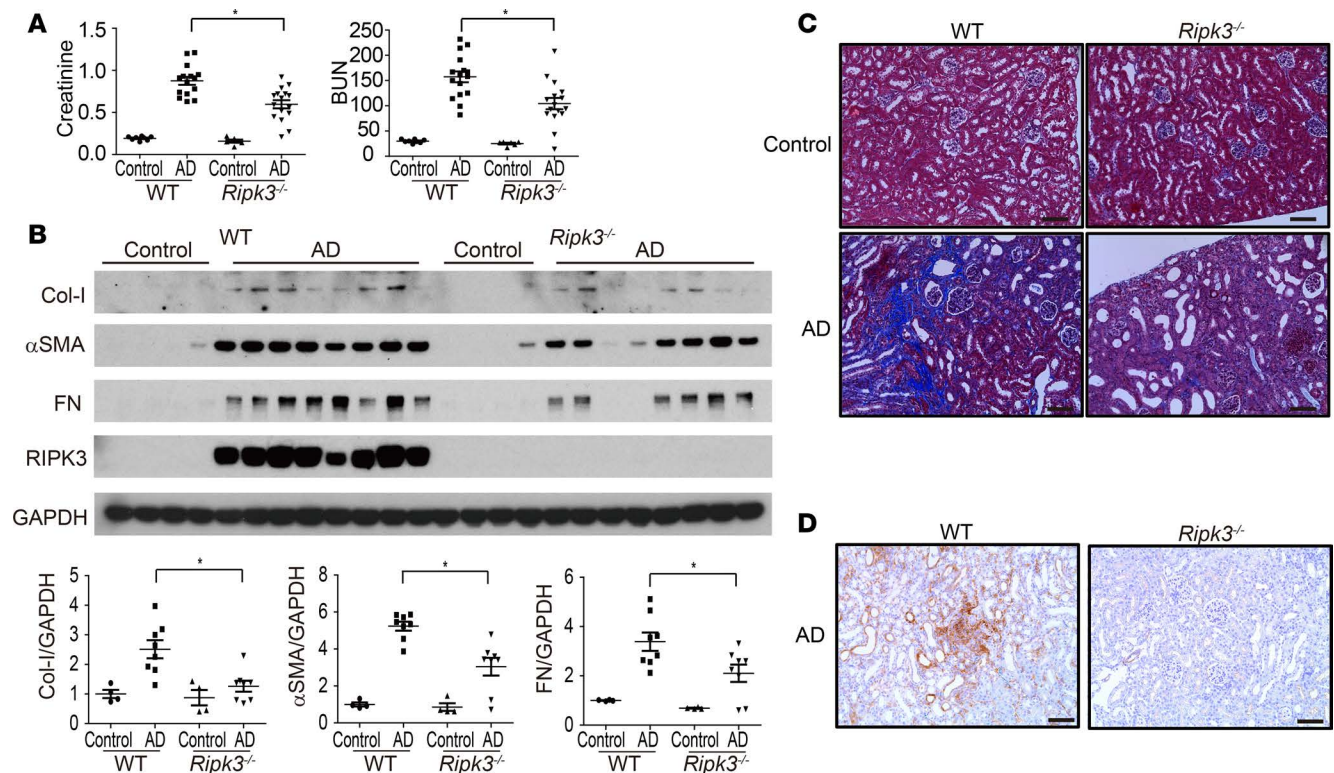 A
Creatinine
1.5
1.0
0.5
0.0
Control AD Control AD
WT Ripk3-/-
*
BUN
250
200
150
100
50
0
Control AD Control AD
WT Ripk3-/-
*
B
WT Ripk3-/-
Control AD Control AD
Col-I
αSMA
FN
RIPK3
GAPDH
Col-I/GAPDH
5
4
3
2
1
0
Control AD Control AD
WT Ripk3-/-
*
αSMA/GAPDH
8
6
4
2
0
Control AD Control AD
WT Ripk3-/-
*
FN/GAPDH
6
4
2
0
Control AD Control AD
WT Ripk3-/-
*
C
WT Ripk3-/-
Control
AD
D
WT Ripk3-/-
AD